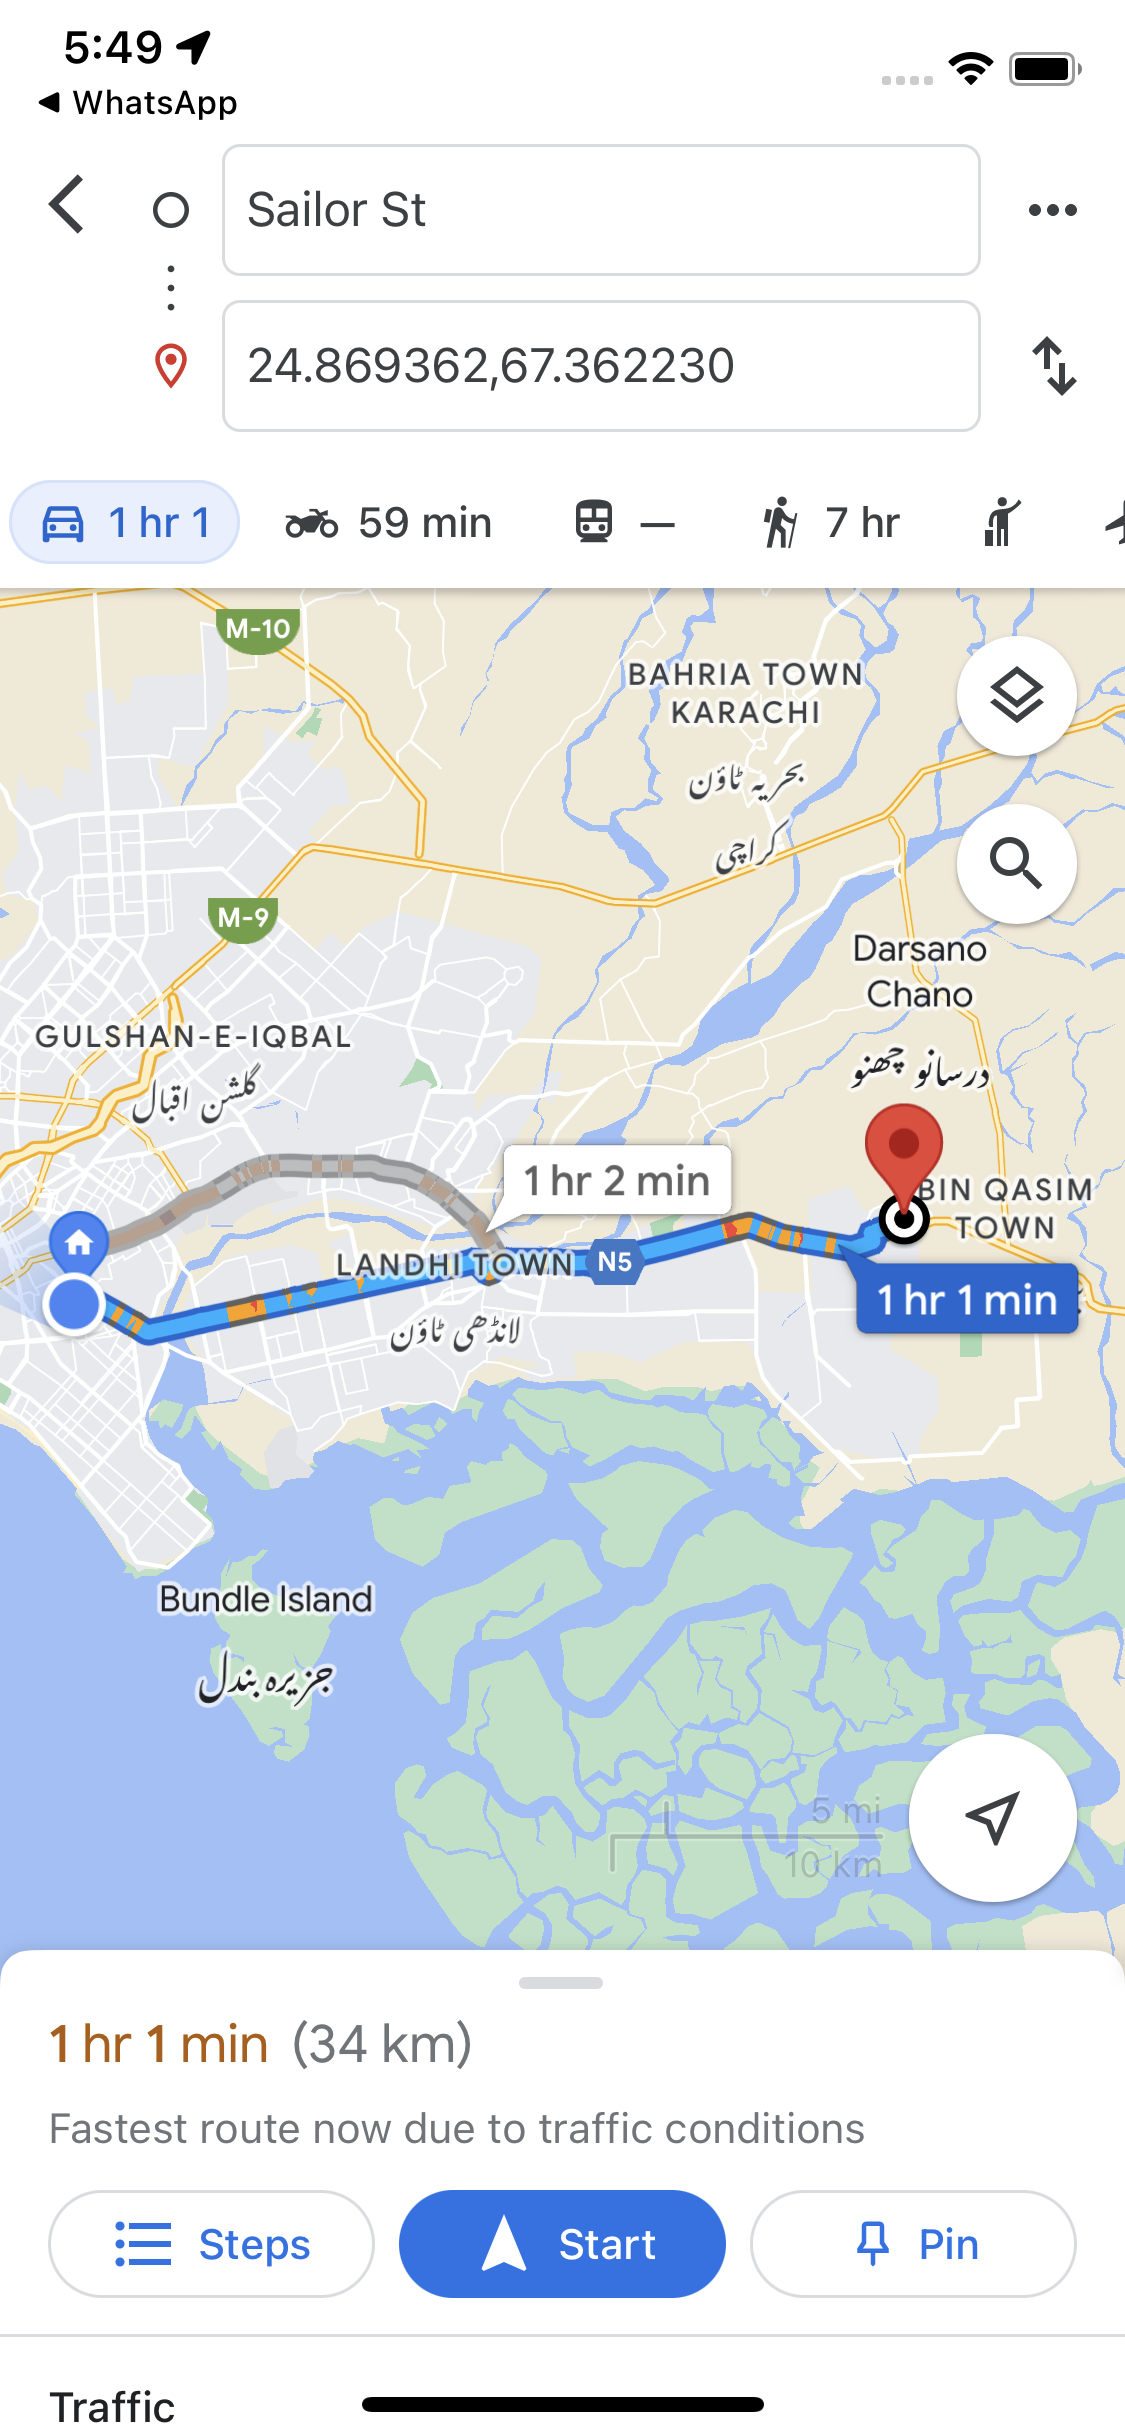 5:49
WhatsApp
Sailor St
24.869362,67.362230
1 hr 1
59 min
—
7 hr
M-10
BAHRIA TOWN
KARACHI
بحریہ ٹاؤن
کراچی
M-9
Darsano
Chano
درسانو چھنو
GULSHAN-E-IQBAL
گلشن اقبال
1 hr 2 min
BIN QASIM
TOWN
LANDHI TOWN
N5
1 hr 1 min
لانڈھی ٹاؤن
Bundle Island
جزیرہ بندل
5 mi
10 km
1 hr 1 min (34 km)
Fastest route now due to traffic conditions
Steps
Start
Pin
Traffic